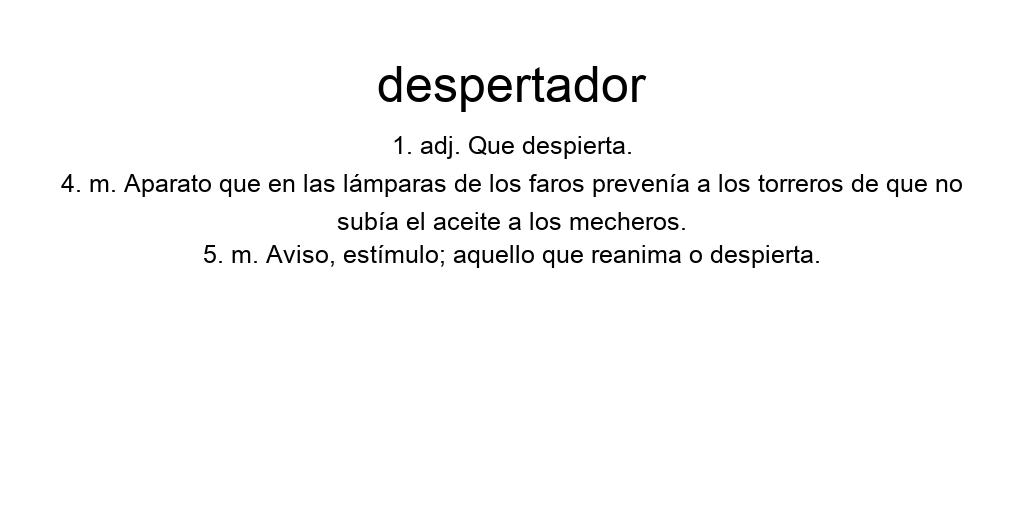 despertador
1. adj. Que despierta.
4. m. Aparato que en las lámparas de los faros prevenía a los torreros de que no
subía el aceite a los mecheros.
5. m. Aviso, estímulo; aquello que reanima o despierta.